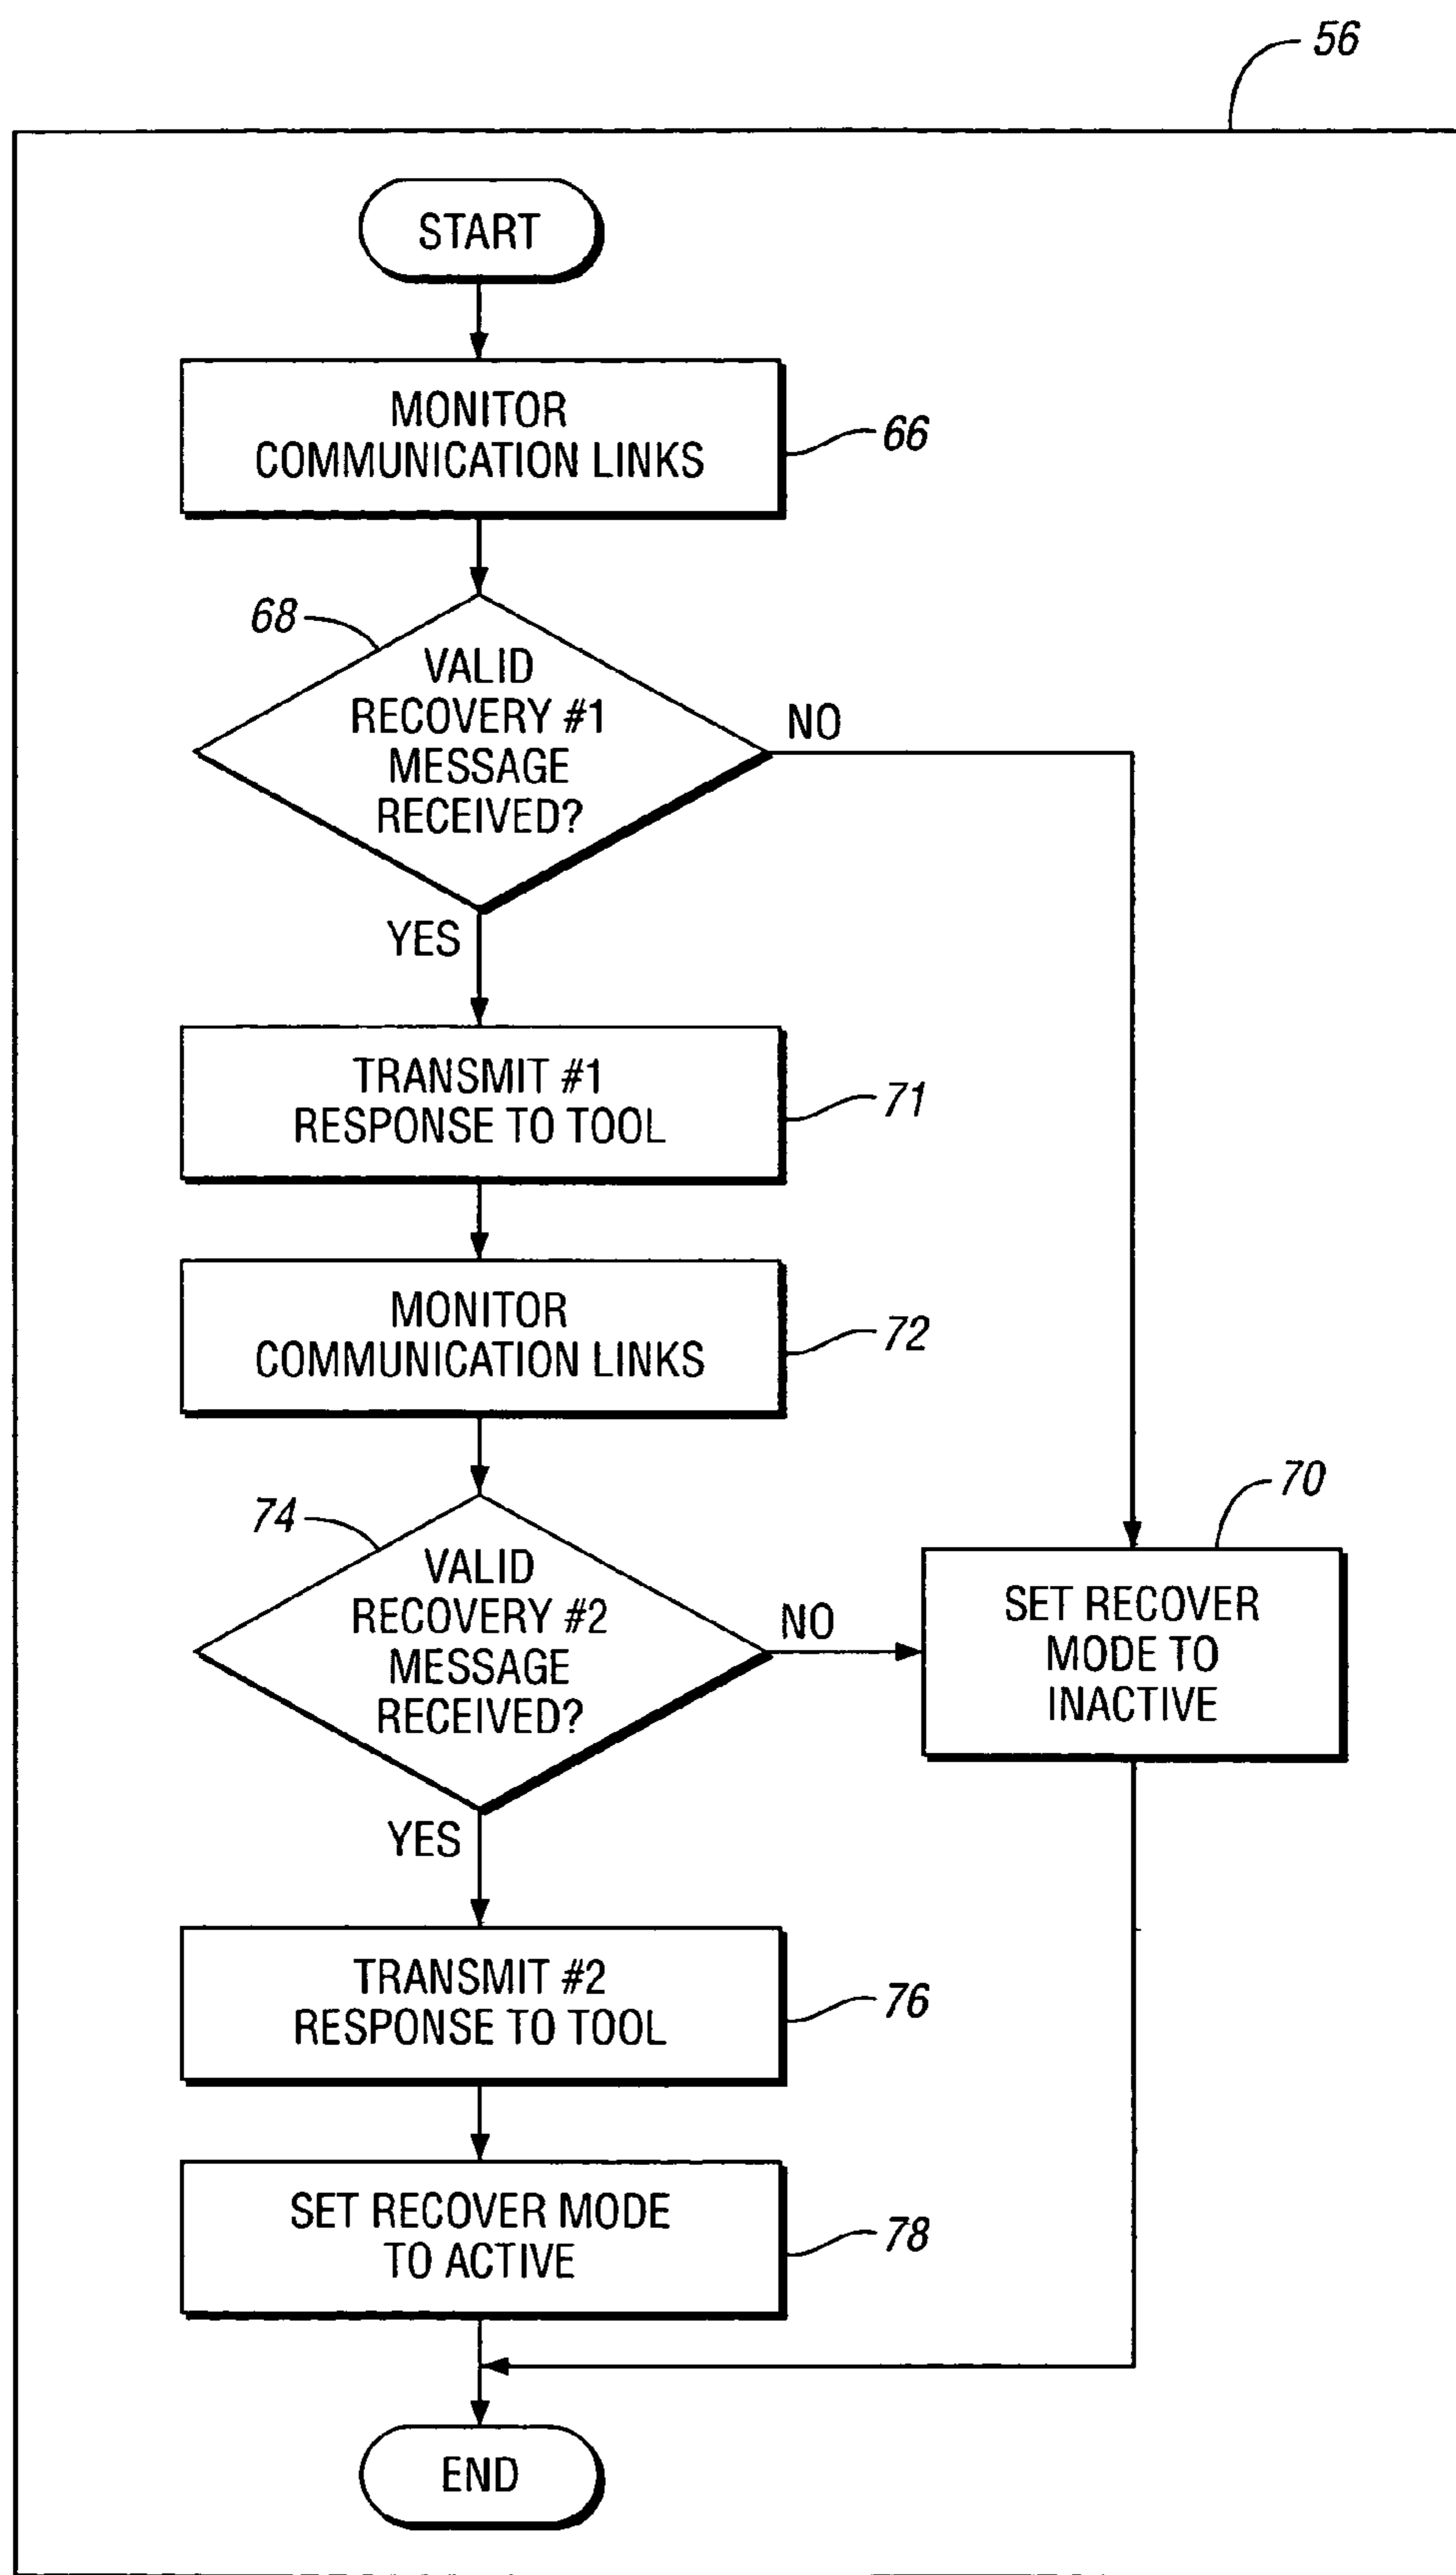 56
START
MONITOR
COMMUNICATION LINKS
66
68
VALID
RECOVERY #1
MESSAGE
RECEIVED?
NO
YES
TRANSMIT #1
RESPONSE TO TOOL
71
MONITOR
COMMUNICATION LINKS
72
74
VALID
RECOVERY #2
MESSAGE
RECEIVED?
NO
70
SET RECOVER
MODE TO
INACTIVE
YES
TRANSMIT #2
RESPONSE TO TOOL
76
SET RECOVER MODE
TO ACTIVE
78
END